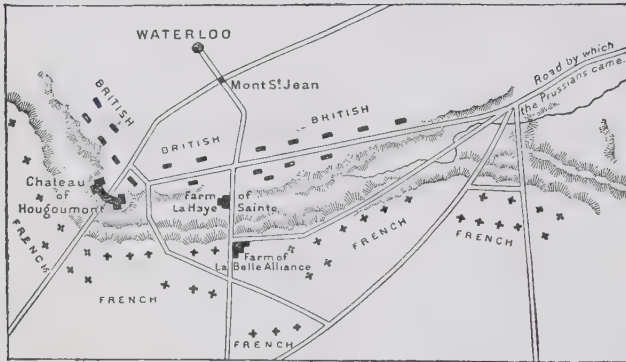 WATERLOO
Mont St. Jean
Road by which
the Prussians came.
BRITISH
BRITISH
BRITISH
Chateau
of
Hougoumont
Farm of
La Haye Sainte
Farm of
La Belle Alliance
FRENCH
FRENCH
FRENCH
FRENCH
FRENCH